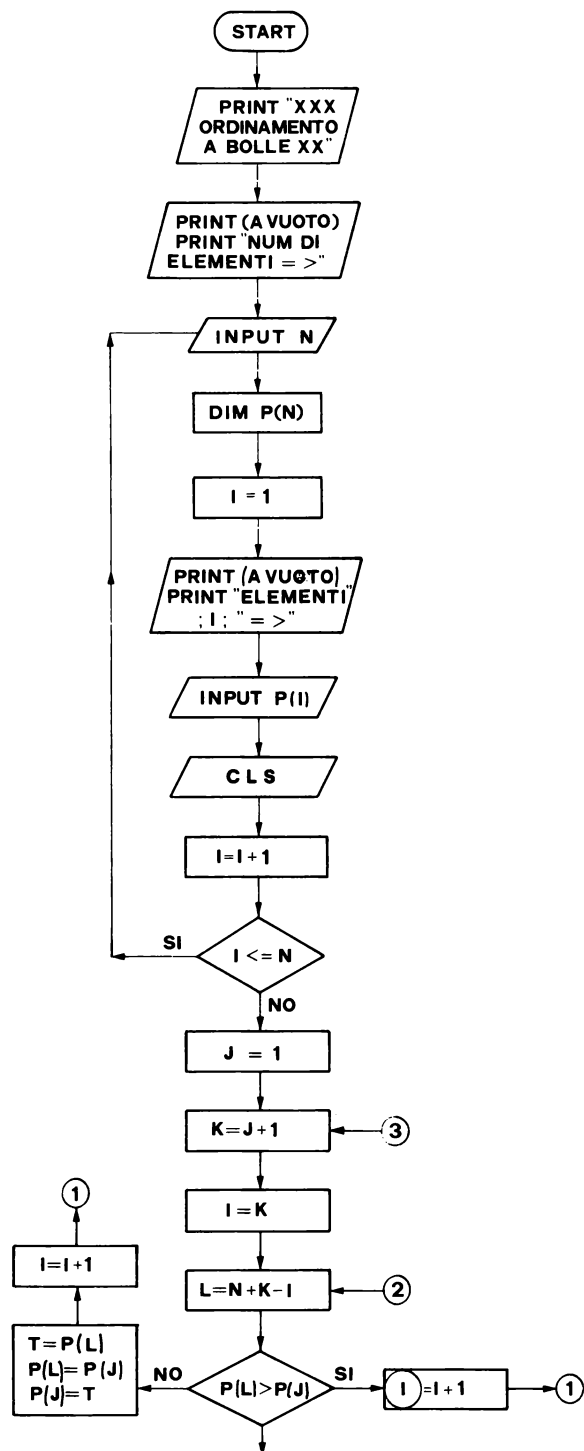 START
PRINT "XXX
ORDINAMENTO
A BOLLE XX"
PRINT (A VUOTO)
PRINT "NUM DI
ELEMENTI = >"
INPUT N
DIM P(N)
I = 1
PRINT (A VUOTO)
PRINT "ELEMENTI"
; I ; " = >"
INPUT P(I)
CLS
I=I+1
SI
I <= N
NO
J = 1
K=J+1
3
1
I=K
I=I+1
L=N+K-I
2
T=P(L)
P(L)=P(J)
P(J)=T
NO
P(L)>P(J)
SI
I=I+1
1